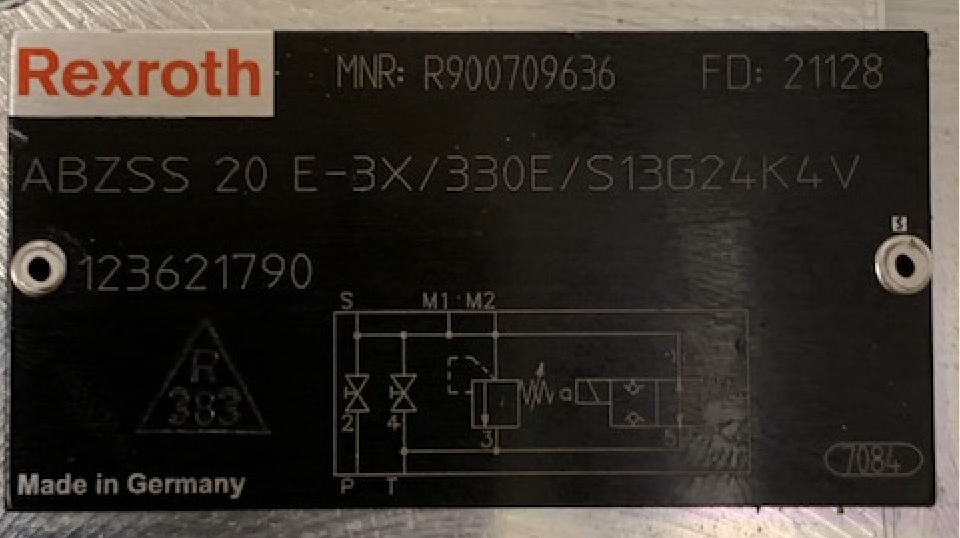 Rexroth MNR: R900709636 FD: 21128
ABZSS 20 E-3X/330E/S13G24K4V
S
123621790
S M1 M2
R
383
1
a
2 4 3 5
7084
Made in Germany
P T